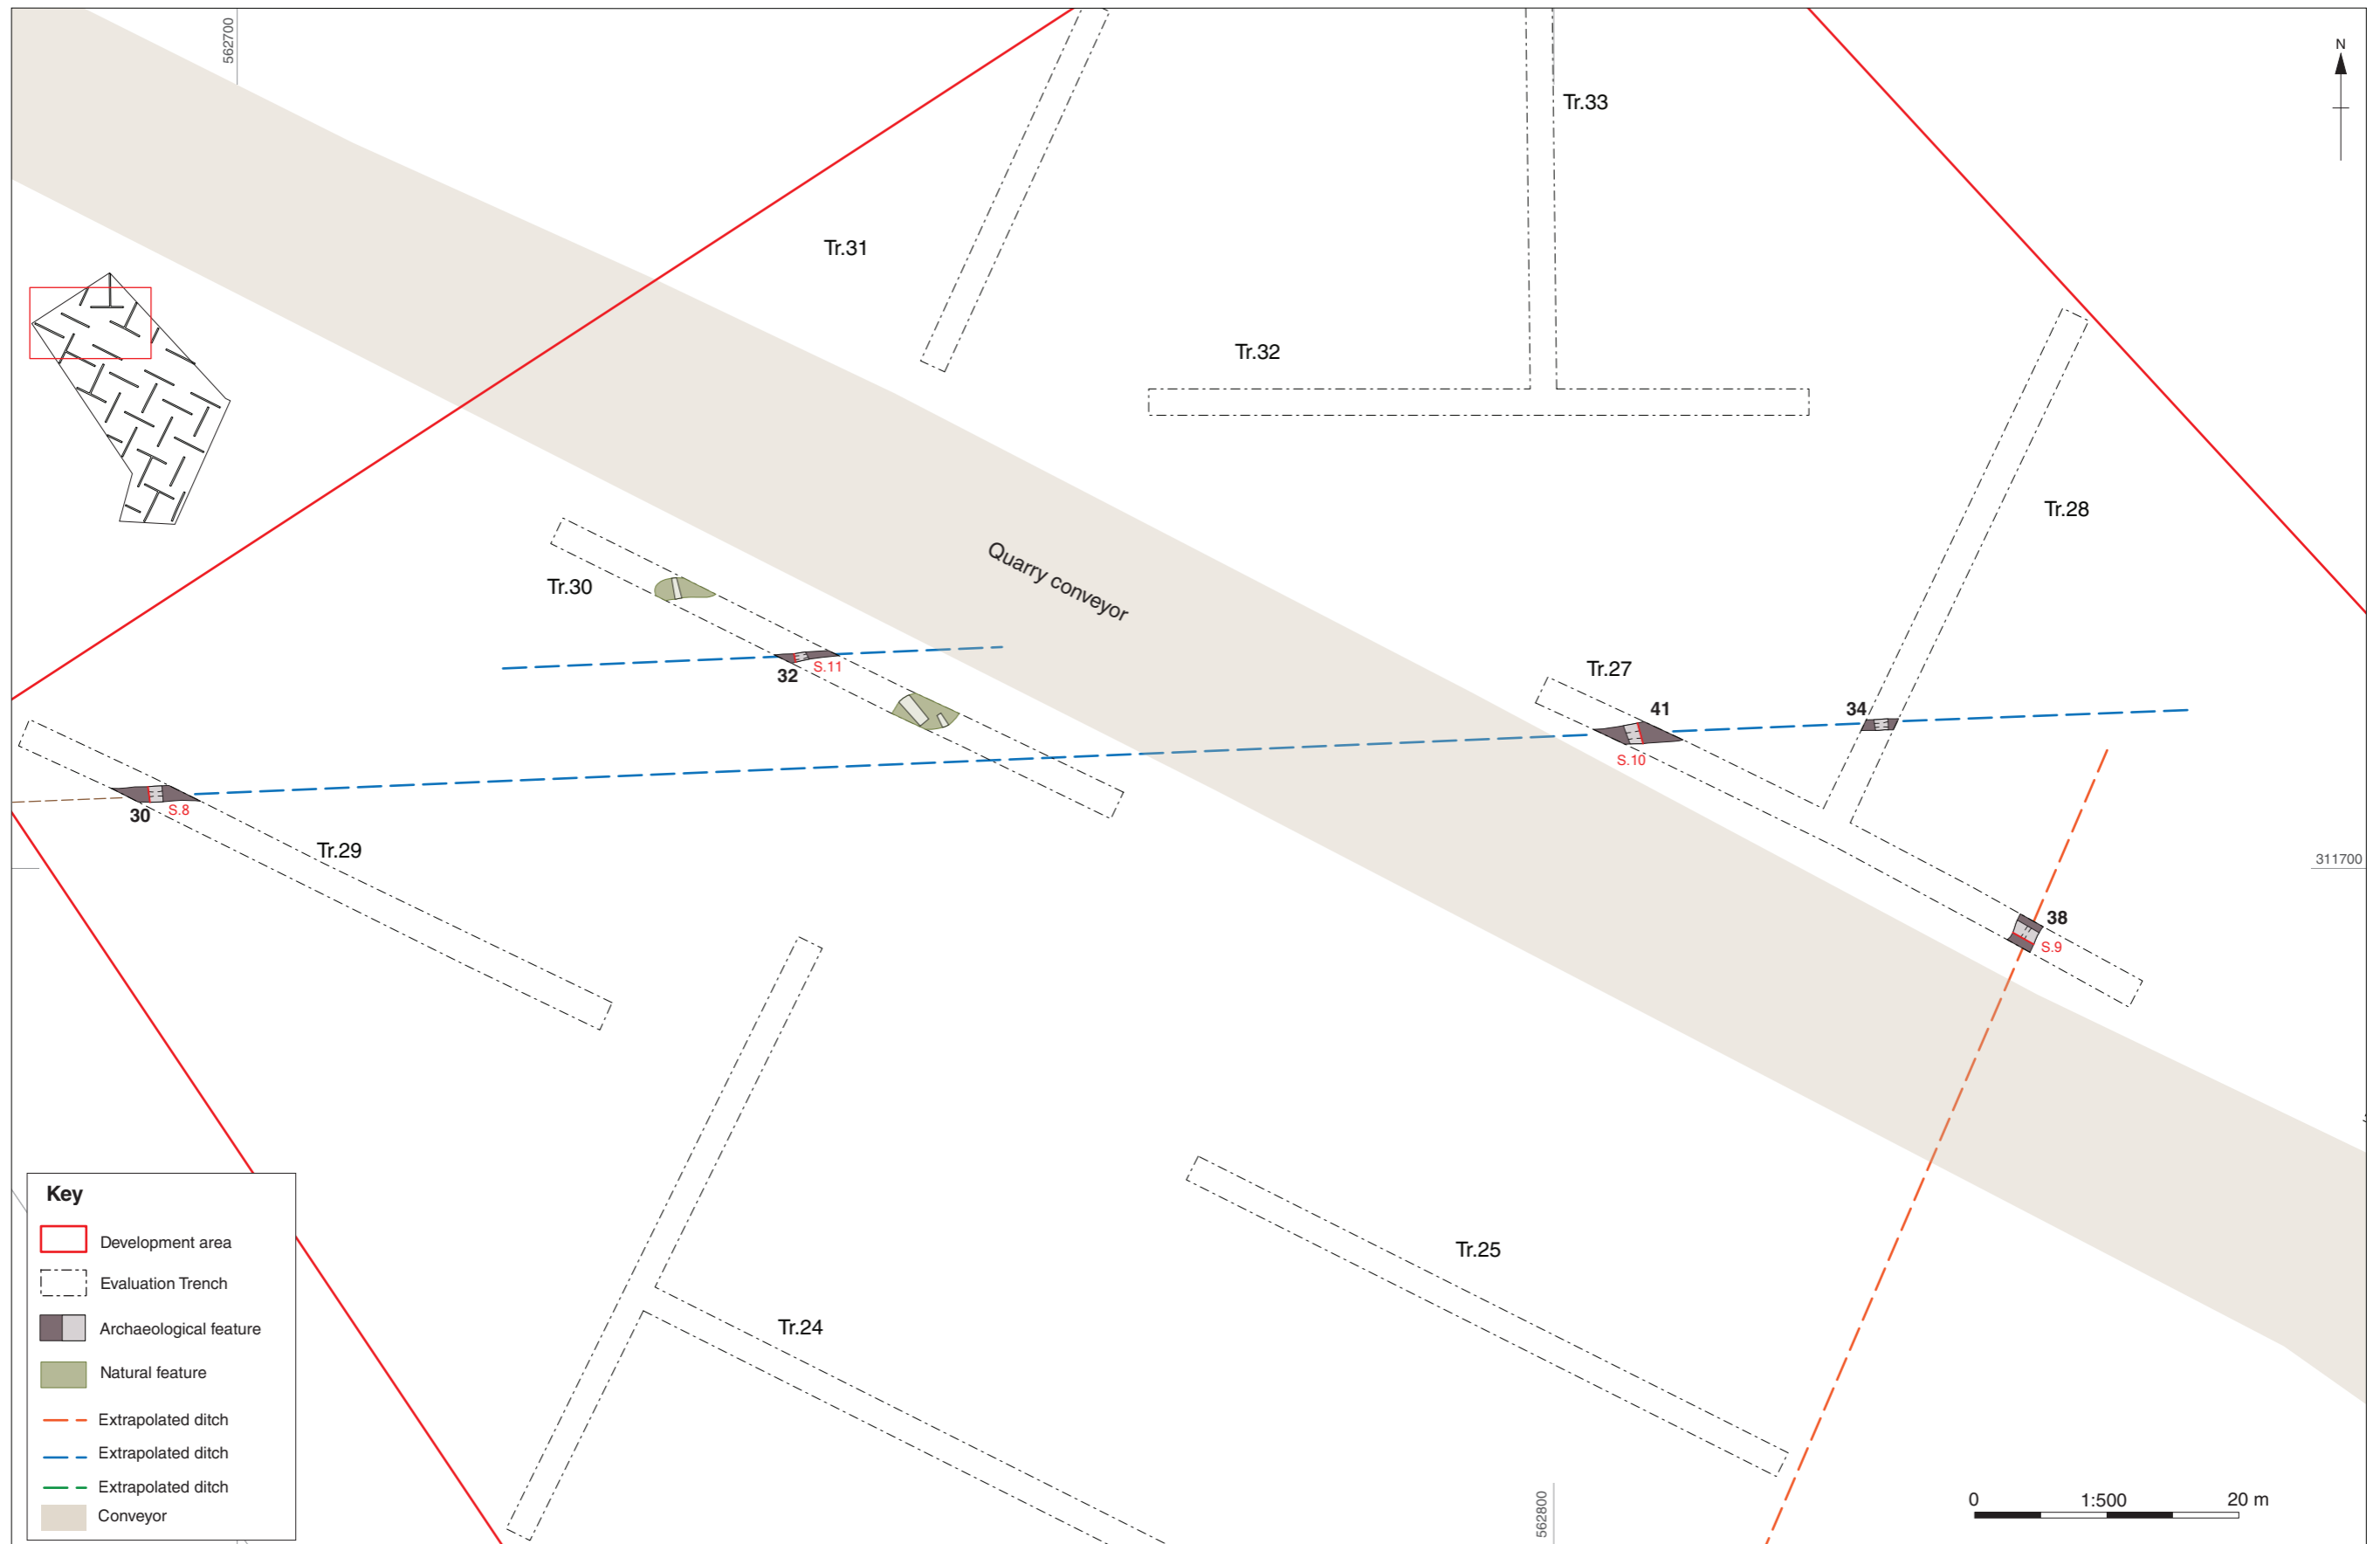 562700
N
Tr.33
Tr.31
Tr.32
Tr.28
Quarry conveyor
Tr.30
S.11
32
Tr.27
41
34
S.10
30
S.8
Tr.29
311700
38
S.9
Tr.25
Tr.24
Key
Development area
Evaluation Trench
Archaeological feature
Natural feature
Extrapolated ditch
Extrapolated ditch
Extrapolated ditch
Conveyor
562800
0 1:500 20 m